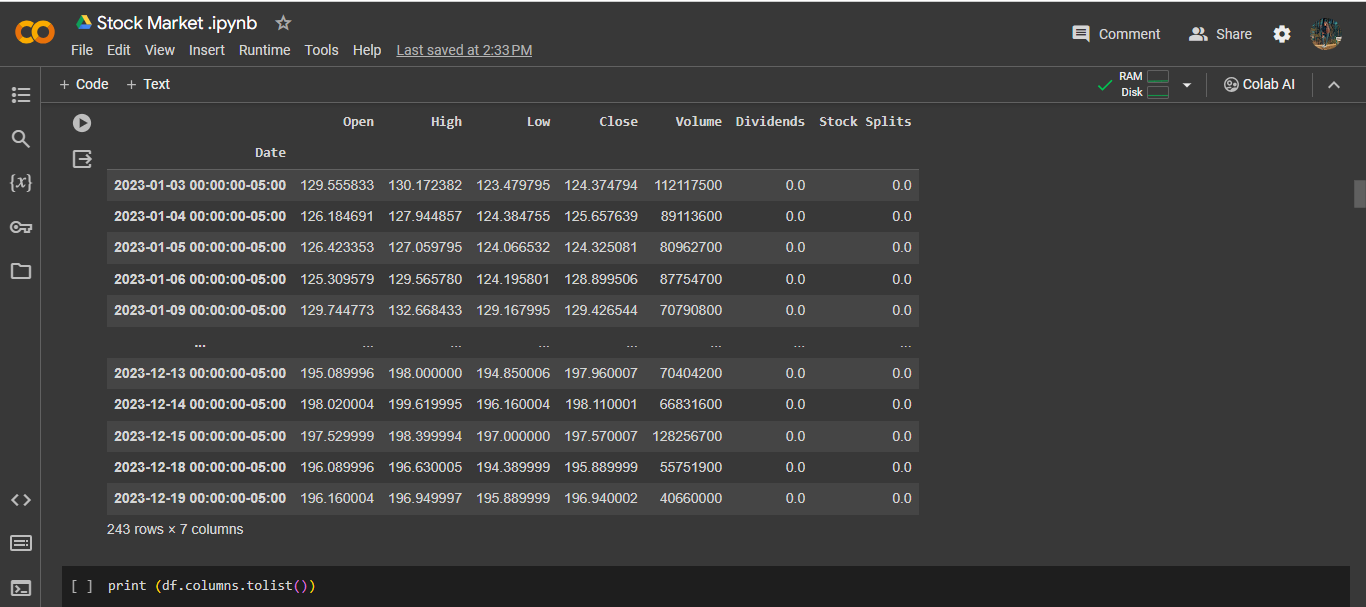 Stock Market .ipynb
File Edit View Insert Runtime Tools Help Last saved at 2:33 PM
Comment Share
+ Code + Text
RAM
Disk
Colab AI
Open High Low Close Volume Dividends Stock Splits
Date
2023-01-03 00:00:00-05:00 129.555833 130.172382 123.479795 124.374794 112117500 0.0 0.0
2023-01-04 00:00:00-05:00 126.184691 127.944857 124.384755 125.657639 89113600 0.0 0.0
2023-01-05 00:00:00-05:00 126.423353 127.059795 124.066532 124.325081 80962700 0.0 0.0
2023-01-06 00:00:00-05:00 125.309579 129.565780 124.195801 128.899506 87754700 0.0 0.0
2023-01-09 00:00:00-05:00 129.744773 132.668433 129.167995 129.426544 70790800 0.0 0.0
... ... ... ... ... ... ... ...
2023-12-13 00:00:00-05:00 195.089996 198.000000 194.850006 197.960007 70404200 0.0 0.0
2023-12-14 00:00:00-05:00 198.020004 199.619995 196.160004 198.110001 66831600 0.0 0.0
2023-12-15 00:00:00-05:00 197.529999 198.399994 197.000000 197.570007 128256700 0.0 0.0
2023-12-18 00:00:00-05:00 196.089996 196.630005 194.389999 195.889999 55751900 0.0 0.0
2023-12-19 00:00:00-05:00 196.160004 196.949997 195.889999 196.940002 40660000 0.0 0.0
243 rows × 7 columns
[ ] print (df.columns.tolist())